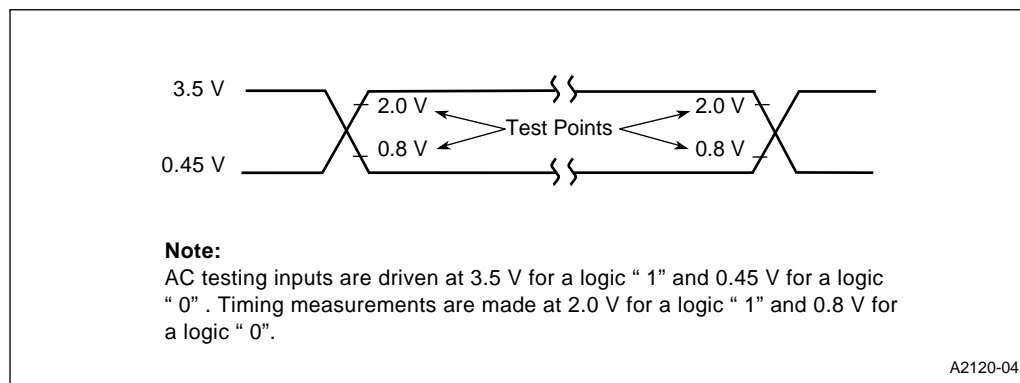 3.5 V
2.0 V
2.0 V
Test Points
0.8 V
0.8 V
0.45 V
Note:
AC testing inputs are driven at 3.5 V for a logic “ 1” and 0.45 V for a logic
“ 0” . Timing measurements are made at 2.0 V for a logic “ 1” and 0.8 V for
a logic “ 0”.
A2120-04